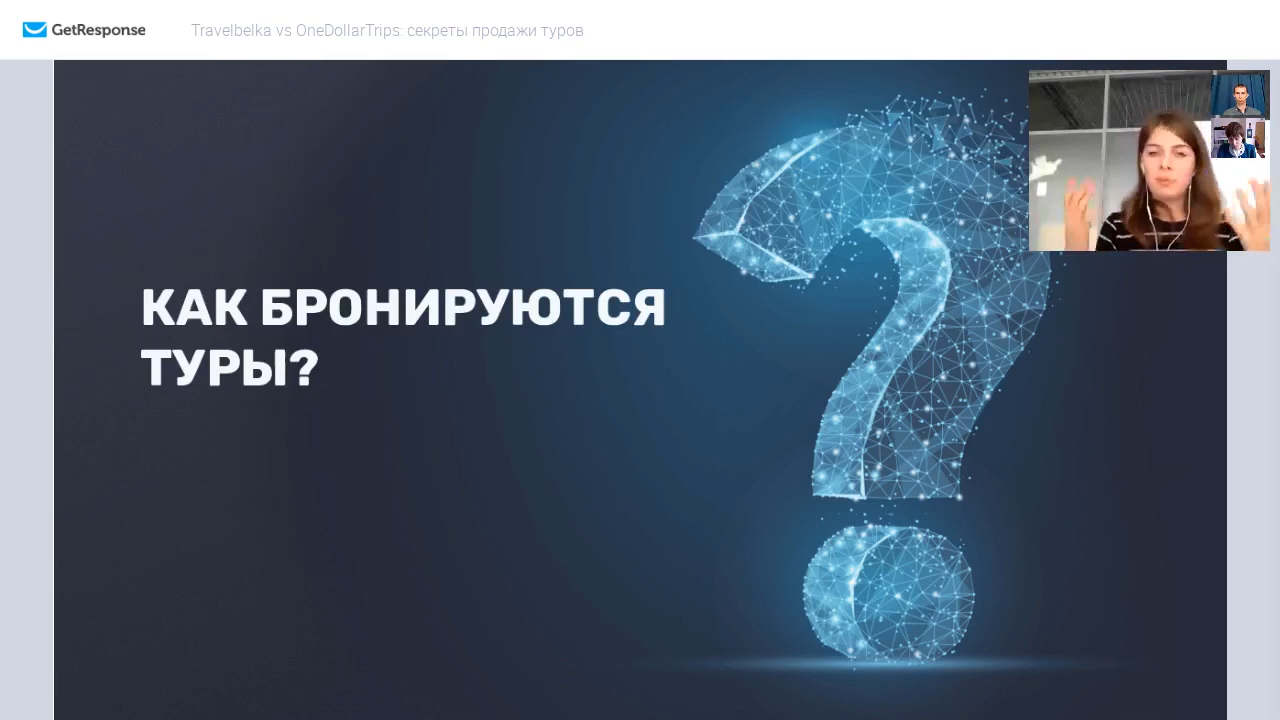 GetResponse
Travelbelka vs OneDollarTrips: секреты продажи туров
КАК БРОНИРУЮТСЯ
ТУРЫ?